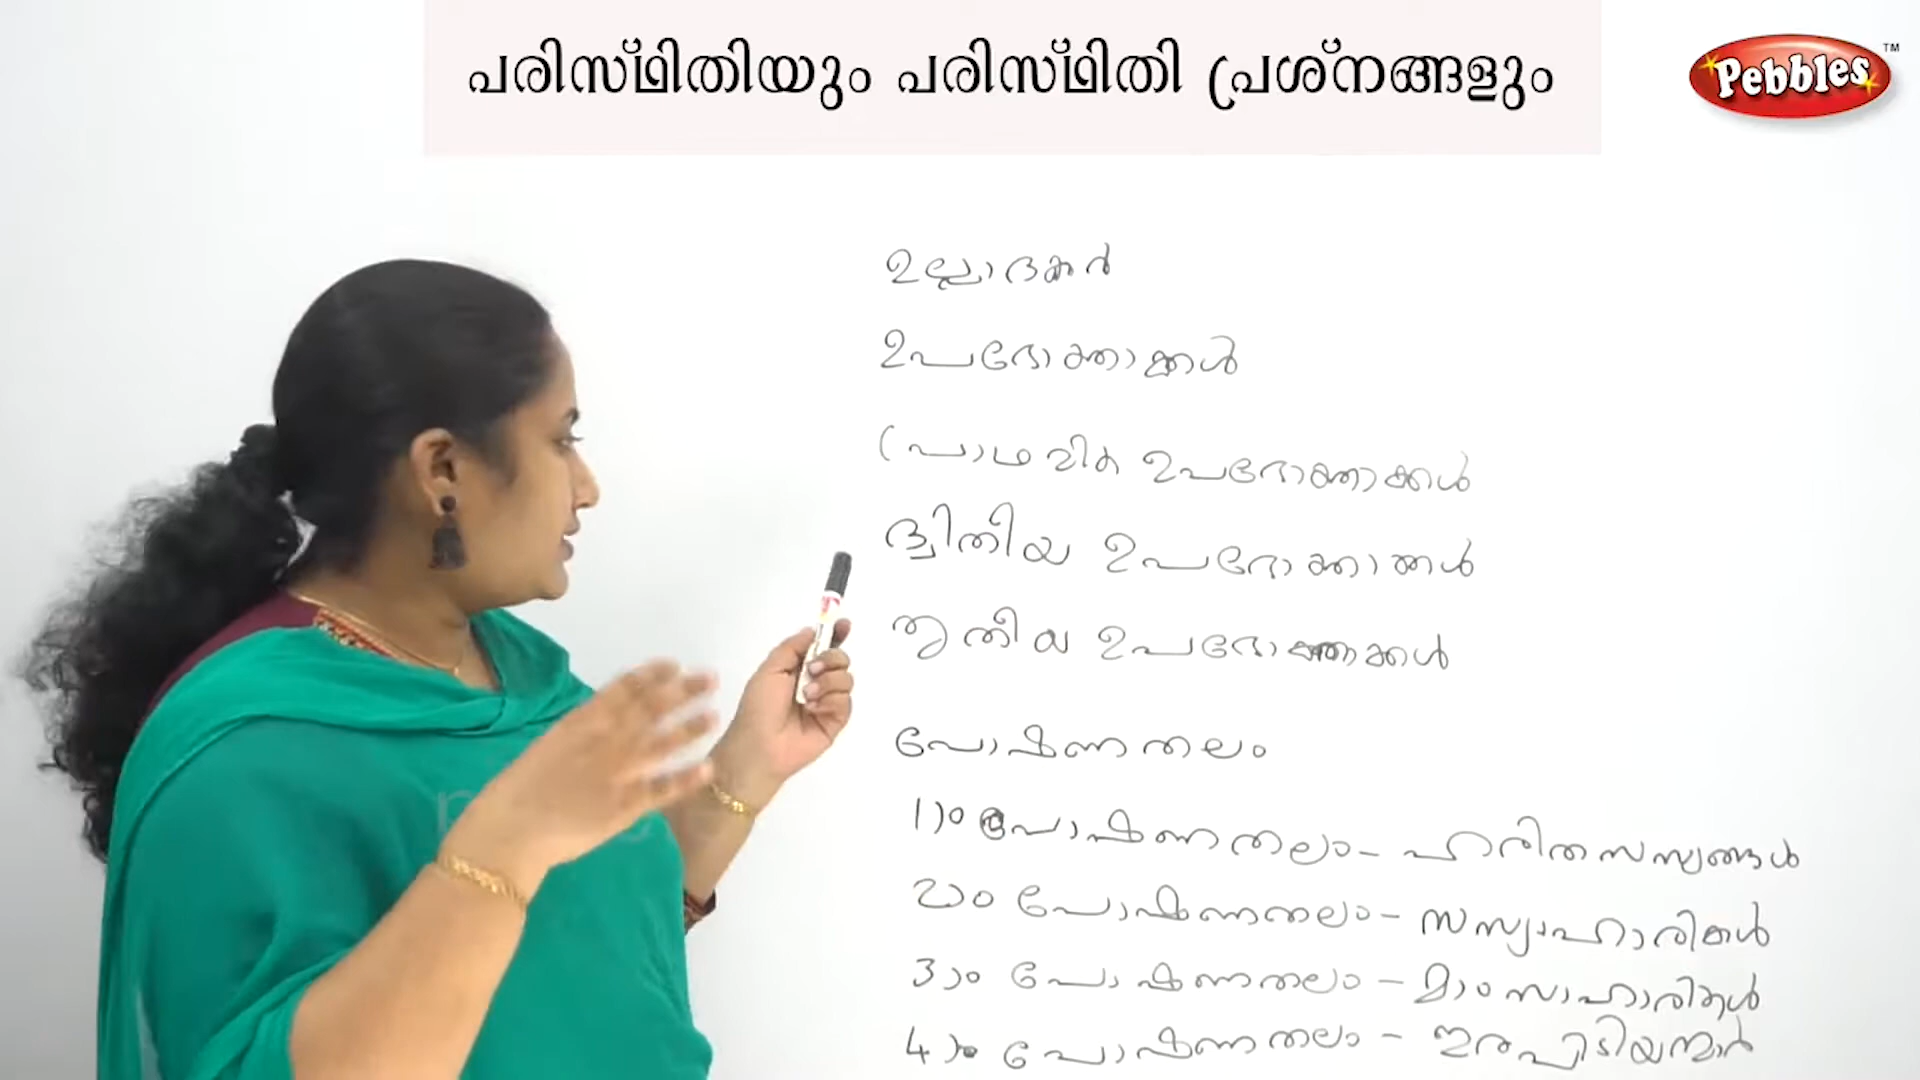 പരിസ്ഥിതിയും പരിസ്ഥിതി പ്രശ്നങ്ങളും
Pebbles TM
ഉല്പാദകർ
ഉപഭോക്താക്കൾ
പ്രാഥമിക ഉപഭോക്താക്കൾ
ദ്വിതീയ ഉപഭോക്താക്കൾ
തൃതീയ ഉപഭോക്താക്കൾ
പോഷണതലം
1)ം പോഷണതലം - ഹരിതസസ്യങ്ങൾ
2)ം പോഷണതലം - സസ്യാഹാരികൾ
3)ം പോഷണതലം - മാംസാഹാരികൾ
4)ം പോഷണതലം - ഇരപിടിയന്മാർ